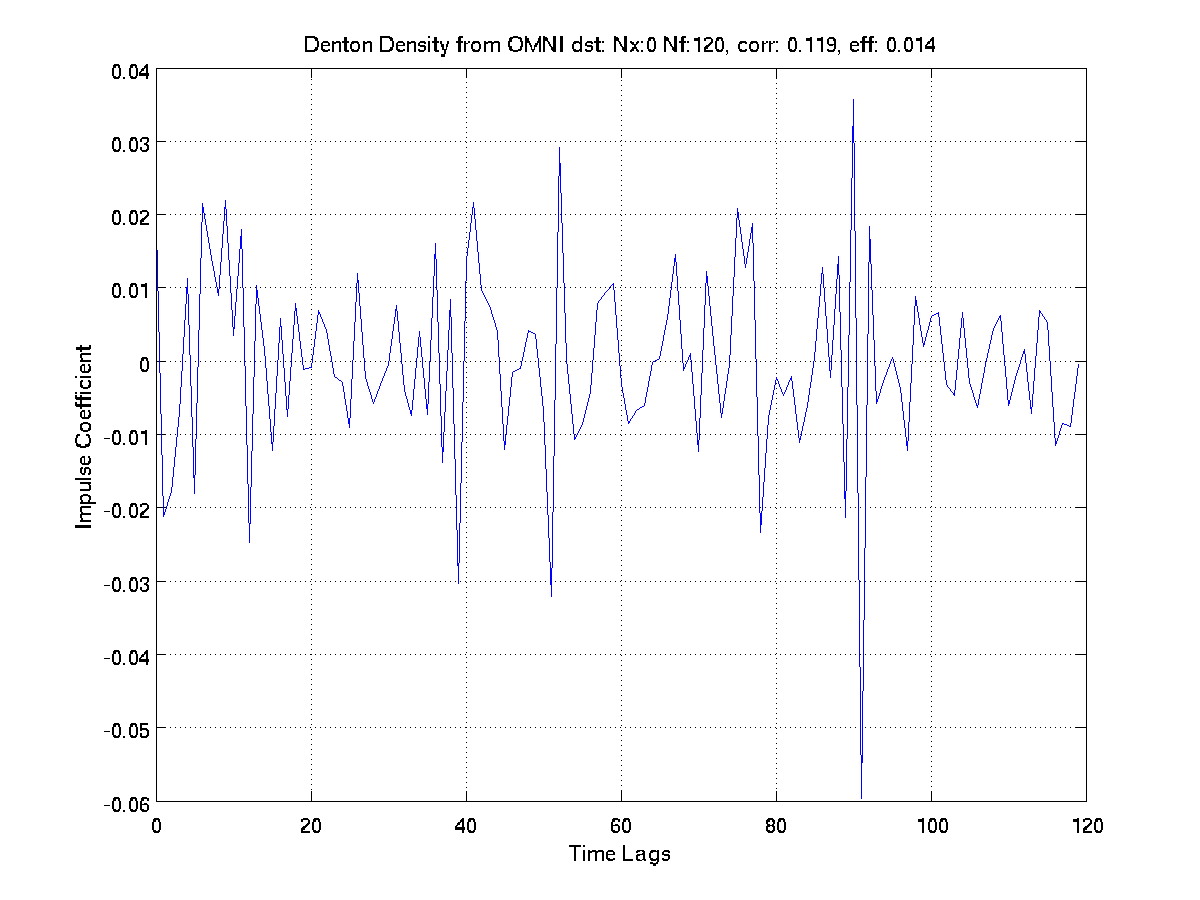 Denton Density from OMNI dst: Nx:0 Nf:120, corr: 0.119, eff: 0.014
0.04
0.03
0.02
0.01
0
-0.01
-0.02
-0.03
-0.04
-0.05
-0.06
Impulse Coefficient
0 20 40 60 80 100 120
Time Lags